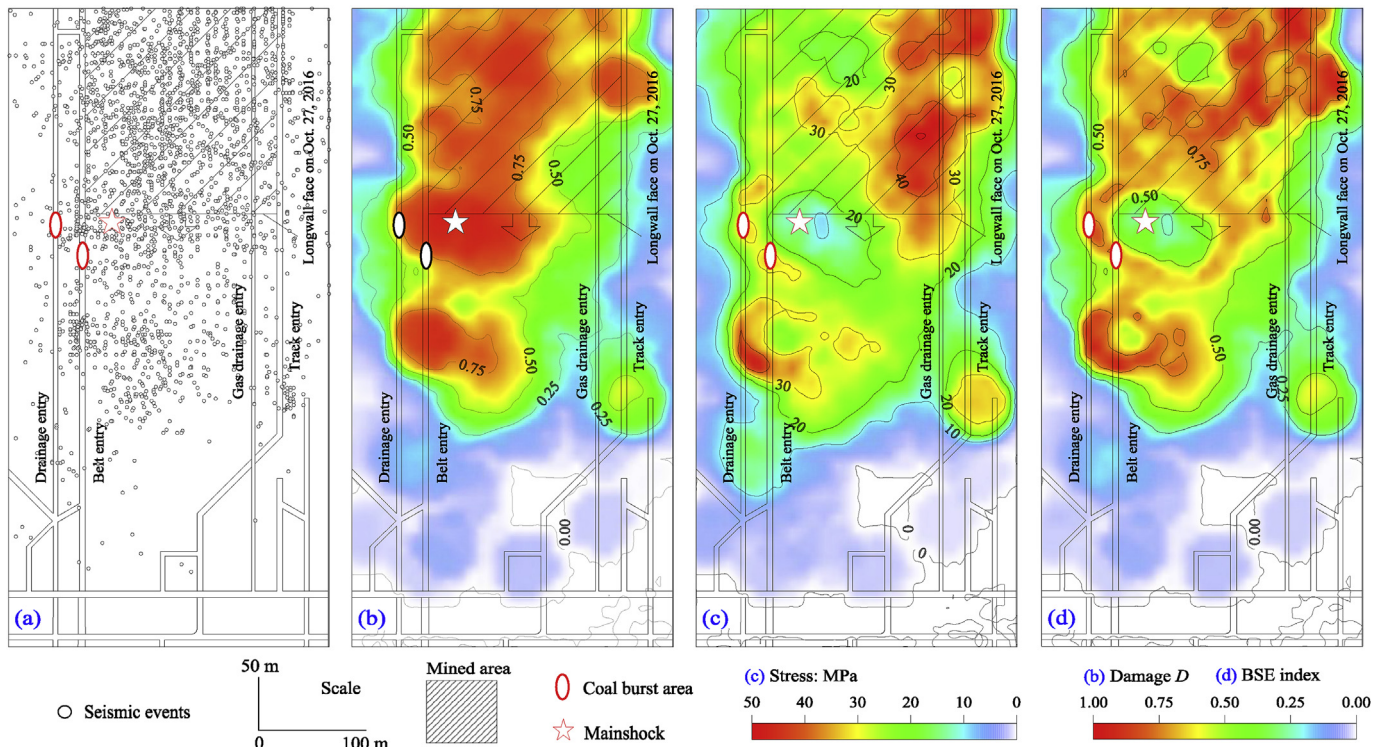 Longwall face on Oct. 27, 2016
Gas drainage entry
Track entry
Drainage entry
Belt entry
(a)
0.75
0.50
0.75
0.50
Longwall face on Oct. 27, 2016
0.75
0.50
0.25
0.25
Gas drainage entry
Track entry
Drainage entry
Belt entry
0.00
(b)
20
30
30
40
30
20
20
Longwall face on Oct. 27, 2016
30
20
20
10
Gas drainage entry
Track entry
Drainage entry
Belt entry
0
0
(c)
0.50
0.75
0.50
Longwall face on Oct. 27, 2016
0.50
0.25
Gas drainage entry
Track entry
Drainage entry
Belt entry
0.00
(d)
Seismic events
50 m
Scale
0
100 m
Mined area
Coal burst area
Mainshock
(c) Stress: MPa
50 40 30 20 10 0
(b) Damage D (d) BSE index
1.00 0.75 0.50 0.25 0.00